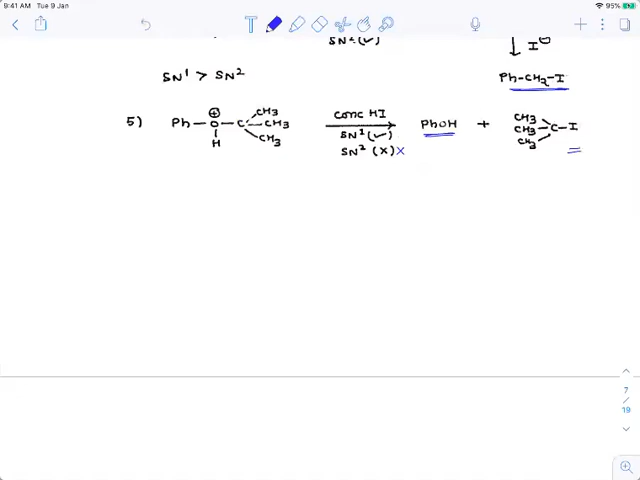 9:41 AM Tue 9 Jan
95%
SN2(✓)
I⊖
SN1 > SN2
Ph-CH2-I
5)
Ph-O-C
⊕
H
CH3
CH3
CH3
conc HI
SN1(✓)
SN2 (x) x
PhOH + CH3
CH3 C-I
CH3
7
/
19